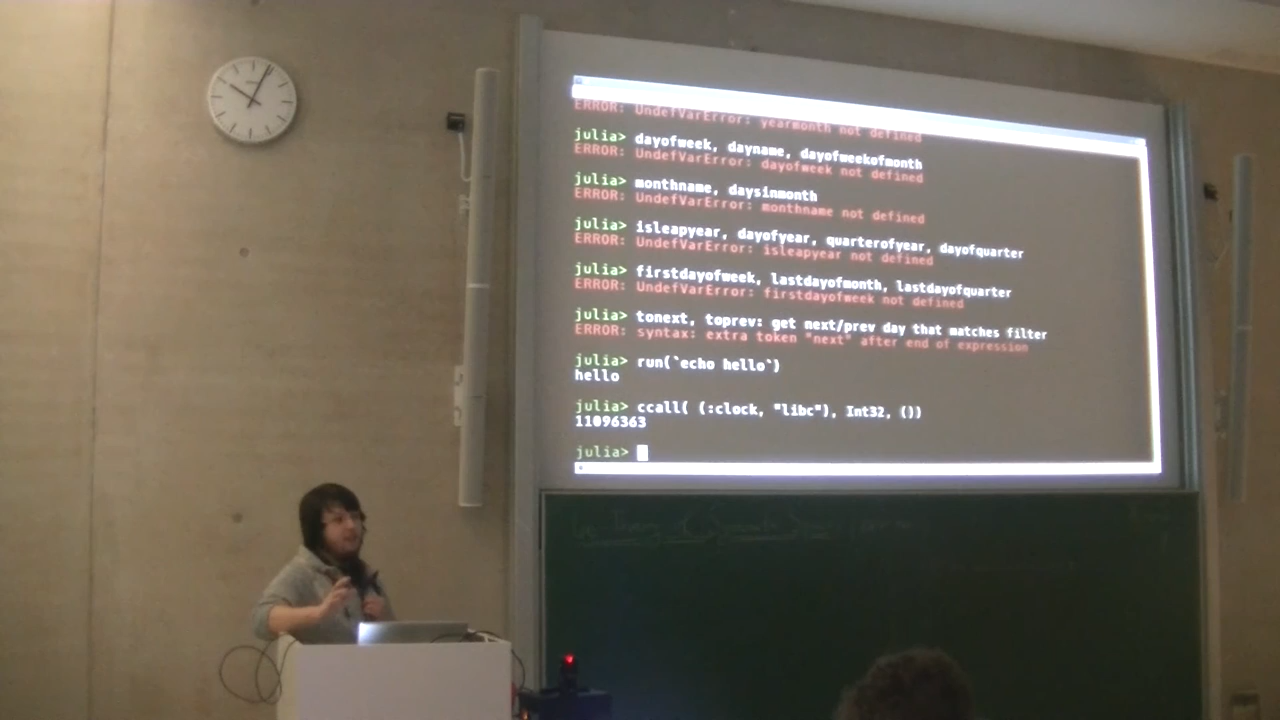 ERROR: UndefVarError: yearmonth not defined
julia> dayofweek, dayname, dayofweekofmonth
ERROR: UndefVarError: dayofweek not defined
julia> monthname, daysinmonth
ERROR: UndefVarError: monthname not defined
julia> isleapyear, dayofyear, quarterofyear, dayofquarter
ERROR: UndefVarError: isleapyear not defined
julia> firstdayofweek, lastdayofmonth, lastdayofquarter
ERROR: UndefVarError: firstdayofweek not defined
julia> tonext, toprev: get next/prev day that matches filter
ERROR: syntax: extra token "next" after end of expression
julia> run(`echo hello`)
hello
julia> ccall( (:clock, "libc"), Int32, ())
11096363
julia>